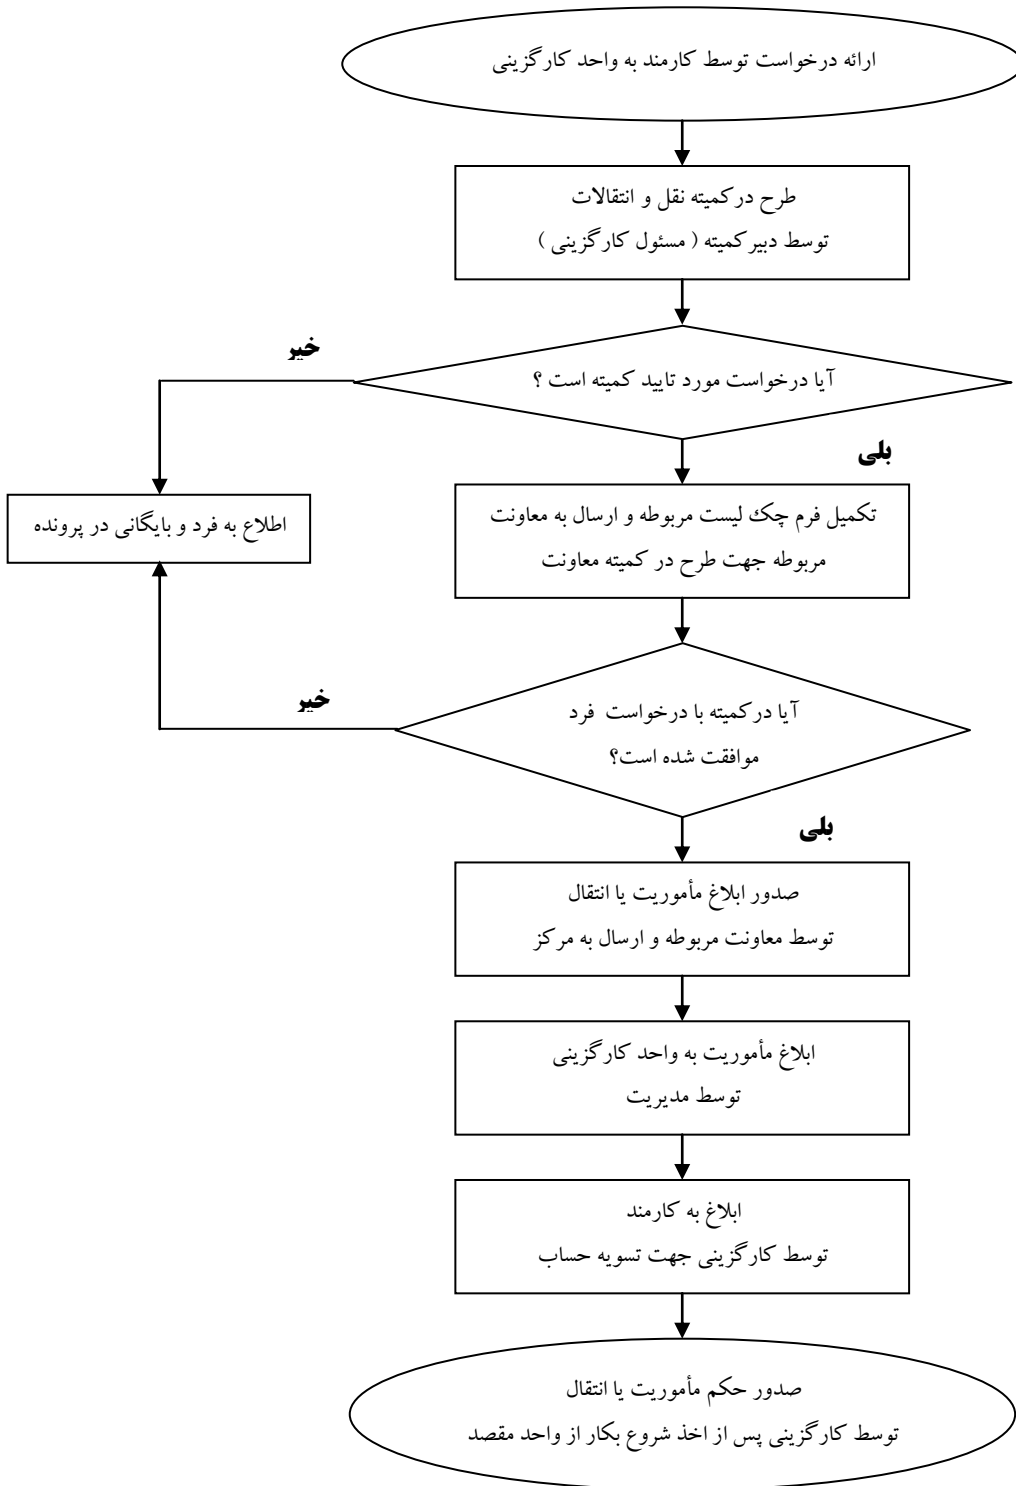 ارائه درخواست توسط کارمند به واحد کارگزینی
طرح درکمیته نقل و انتقالات
توسط دبیرکمیته ( مسئول کارگزینی )
خیر
آیا درخواست مورد تایید کمیته است ؟
بلی
تکمیل فرم چک لیست مربوطه و ارسال به معاونت
مربوطه جهت طرح در کمیته معاونت
اطلاع به فرد و بایگانی در پرونده
خیر
آیا درکمیته با درخواست فرد
موافقت شده است؟
بلی
صدور ابلاغ مأموریت یا انتقال
توسط معاونت مربوطه و ارسال به مرکز
ابلاغ مأموریت به واحد کارگزینی
توسط مدیریت
ابلاغ به کارمند
توسط کارگزینی جهت تسویه حساب
صدور حکم مأموریت یا انتقال
توسط کارگزینی پس از اخذ شروع بکار از واحد مقصد